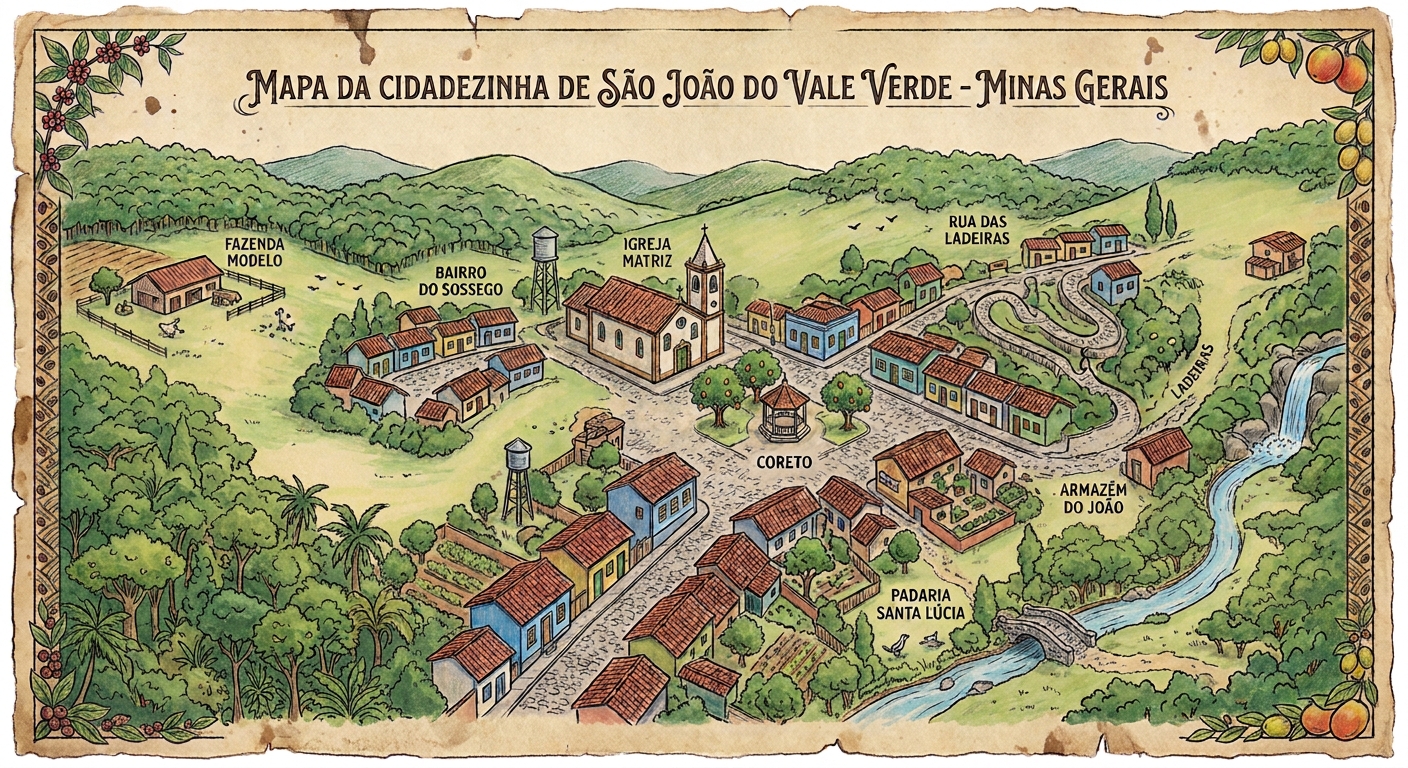 MAPA DA CIDADEZINHA DE SÃO JOÃO DO VALE VERDE - MINAS GERAIS
FAZENDA
MODELO
BAIRRO
DO SOSSEGO
IGREJA
MATRIZ
RUA DAS
LADEIRAS
LADEIRAS
CORETO
ARMAZÉM
DO JOÃO
PADARIA
SANTA LÚCIA